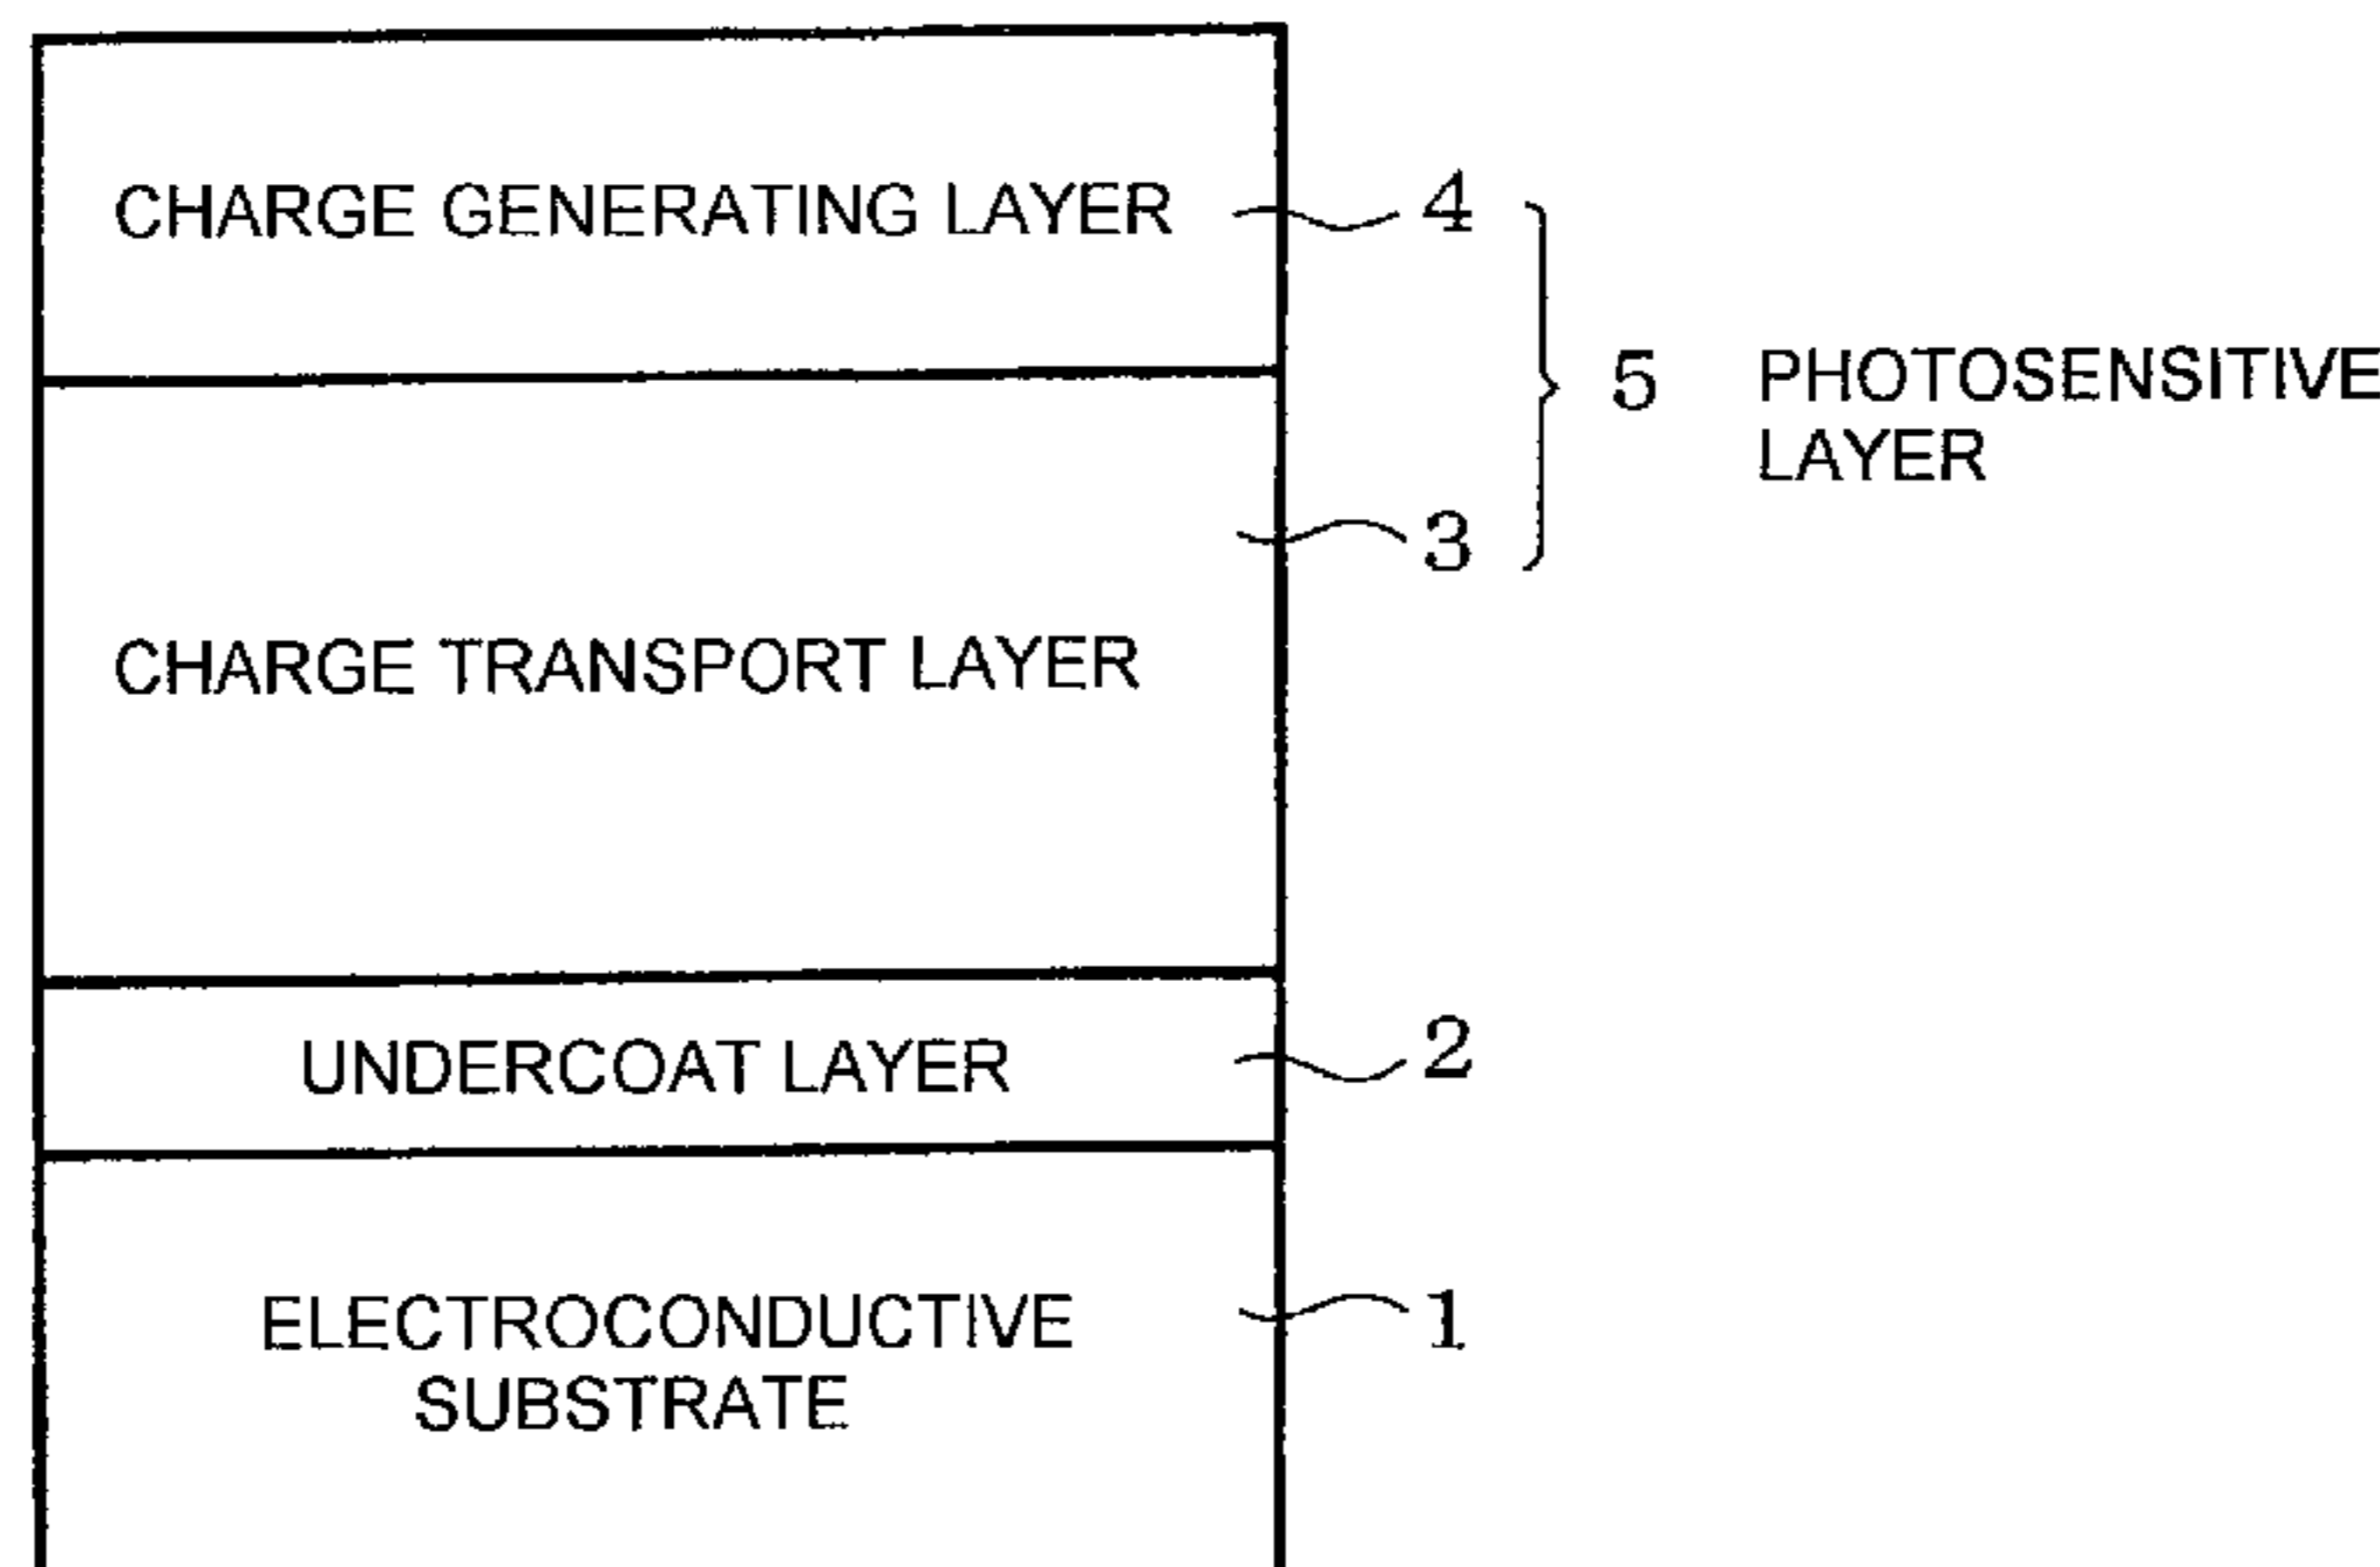 CHARGE GENERATING LAYER
4
5
PHOTOSENSITIVE
LAYER
3
CHARGE TRANSPORT LAYER
UNDERCOAT LAYER
2
ELECTROCONDUCTIVE
SUBSTRATE
1